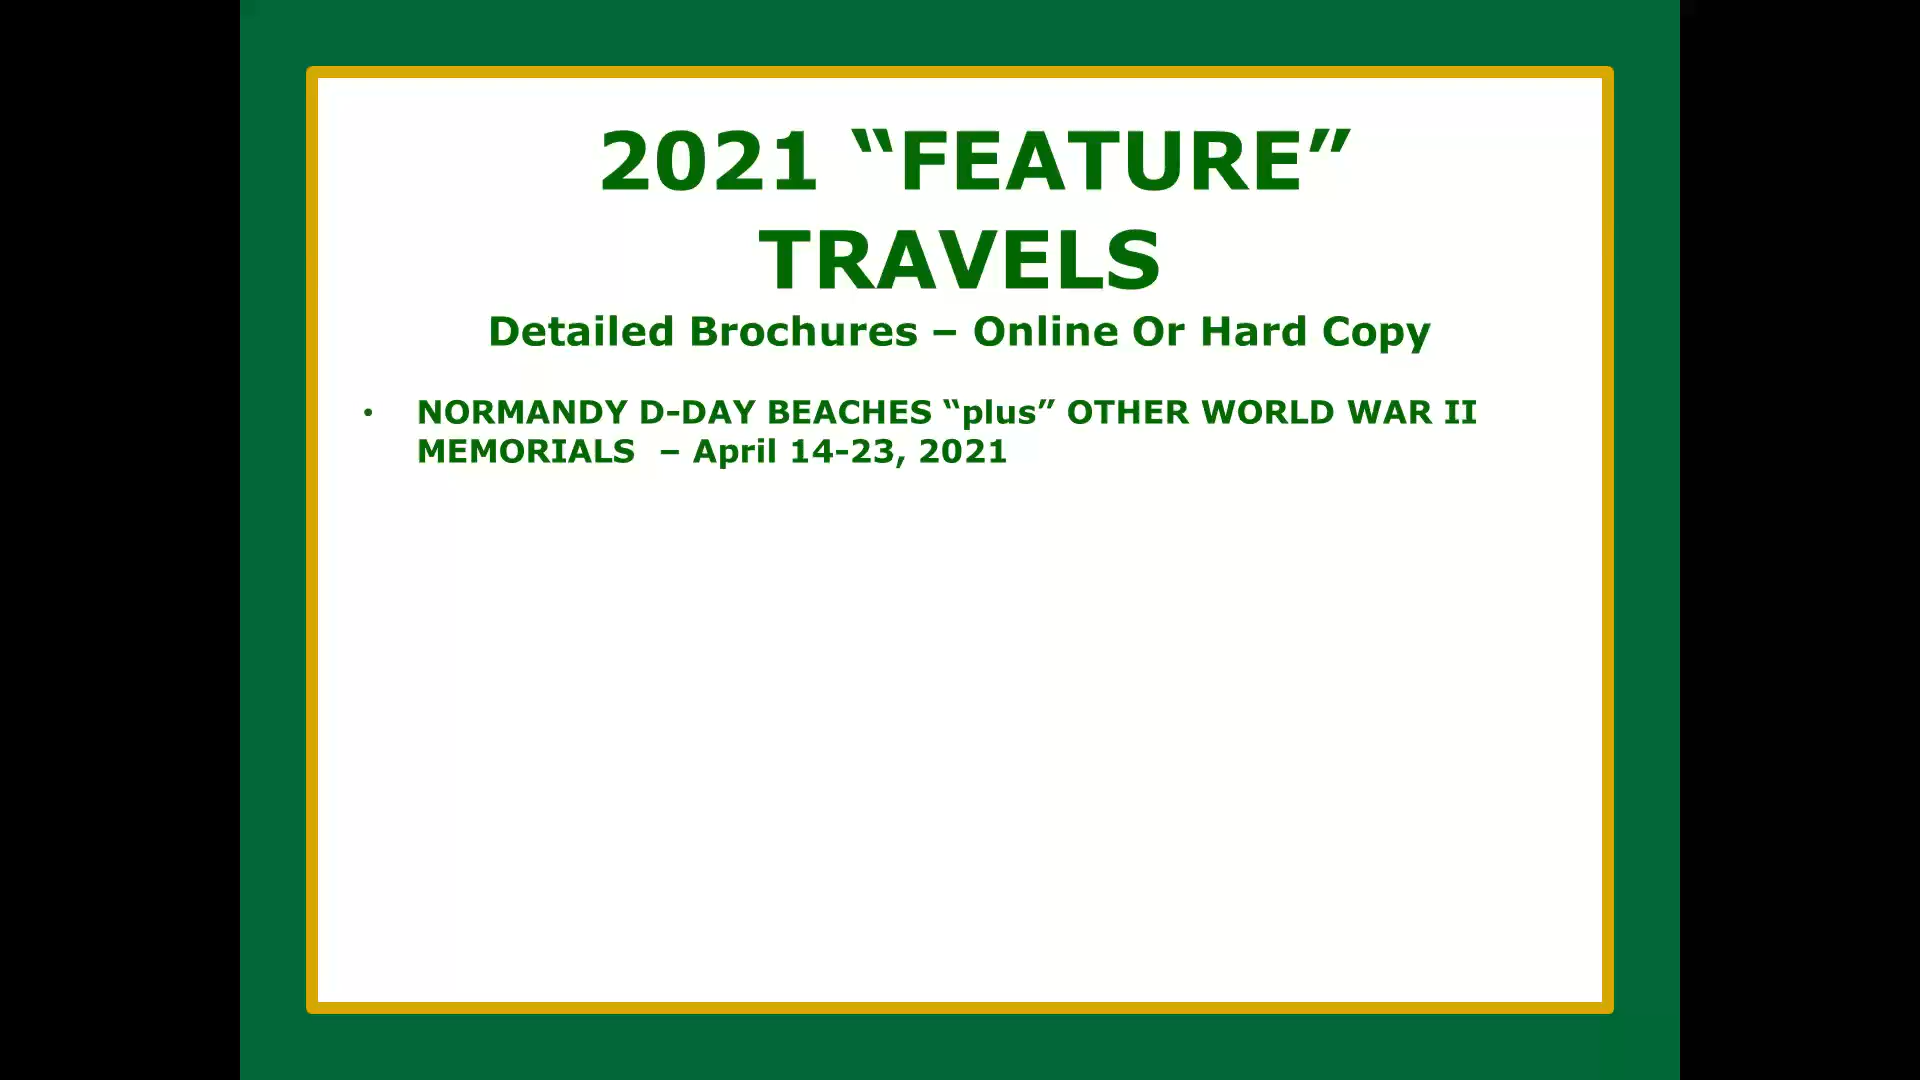 2021 “FEATURE”
TRAVELS
Detailed Brochures – Online Or Hard Copy
• NORMANDY D-DAY BEACHES “plus” OTHER WORLD WAR II
MEMORIALS – April 14-23, 2021